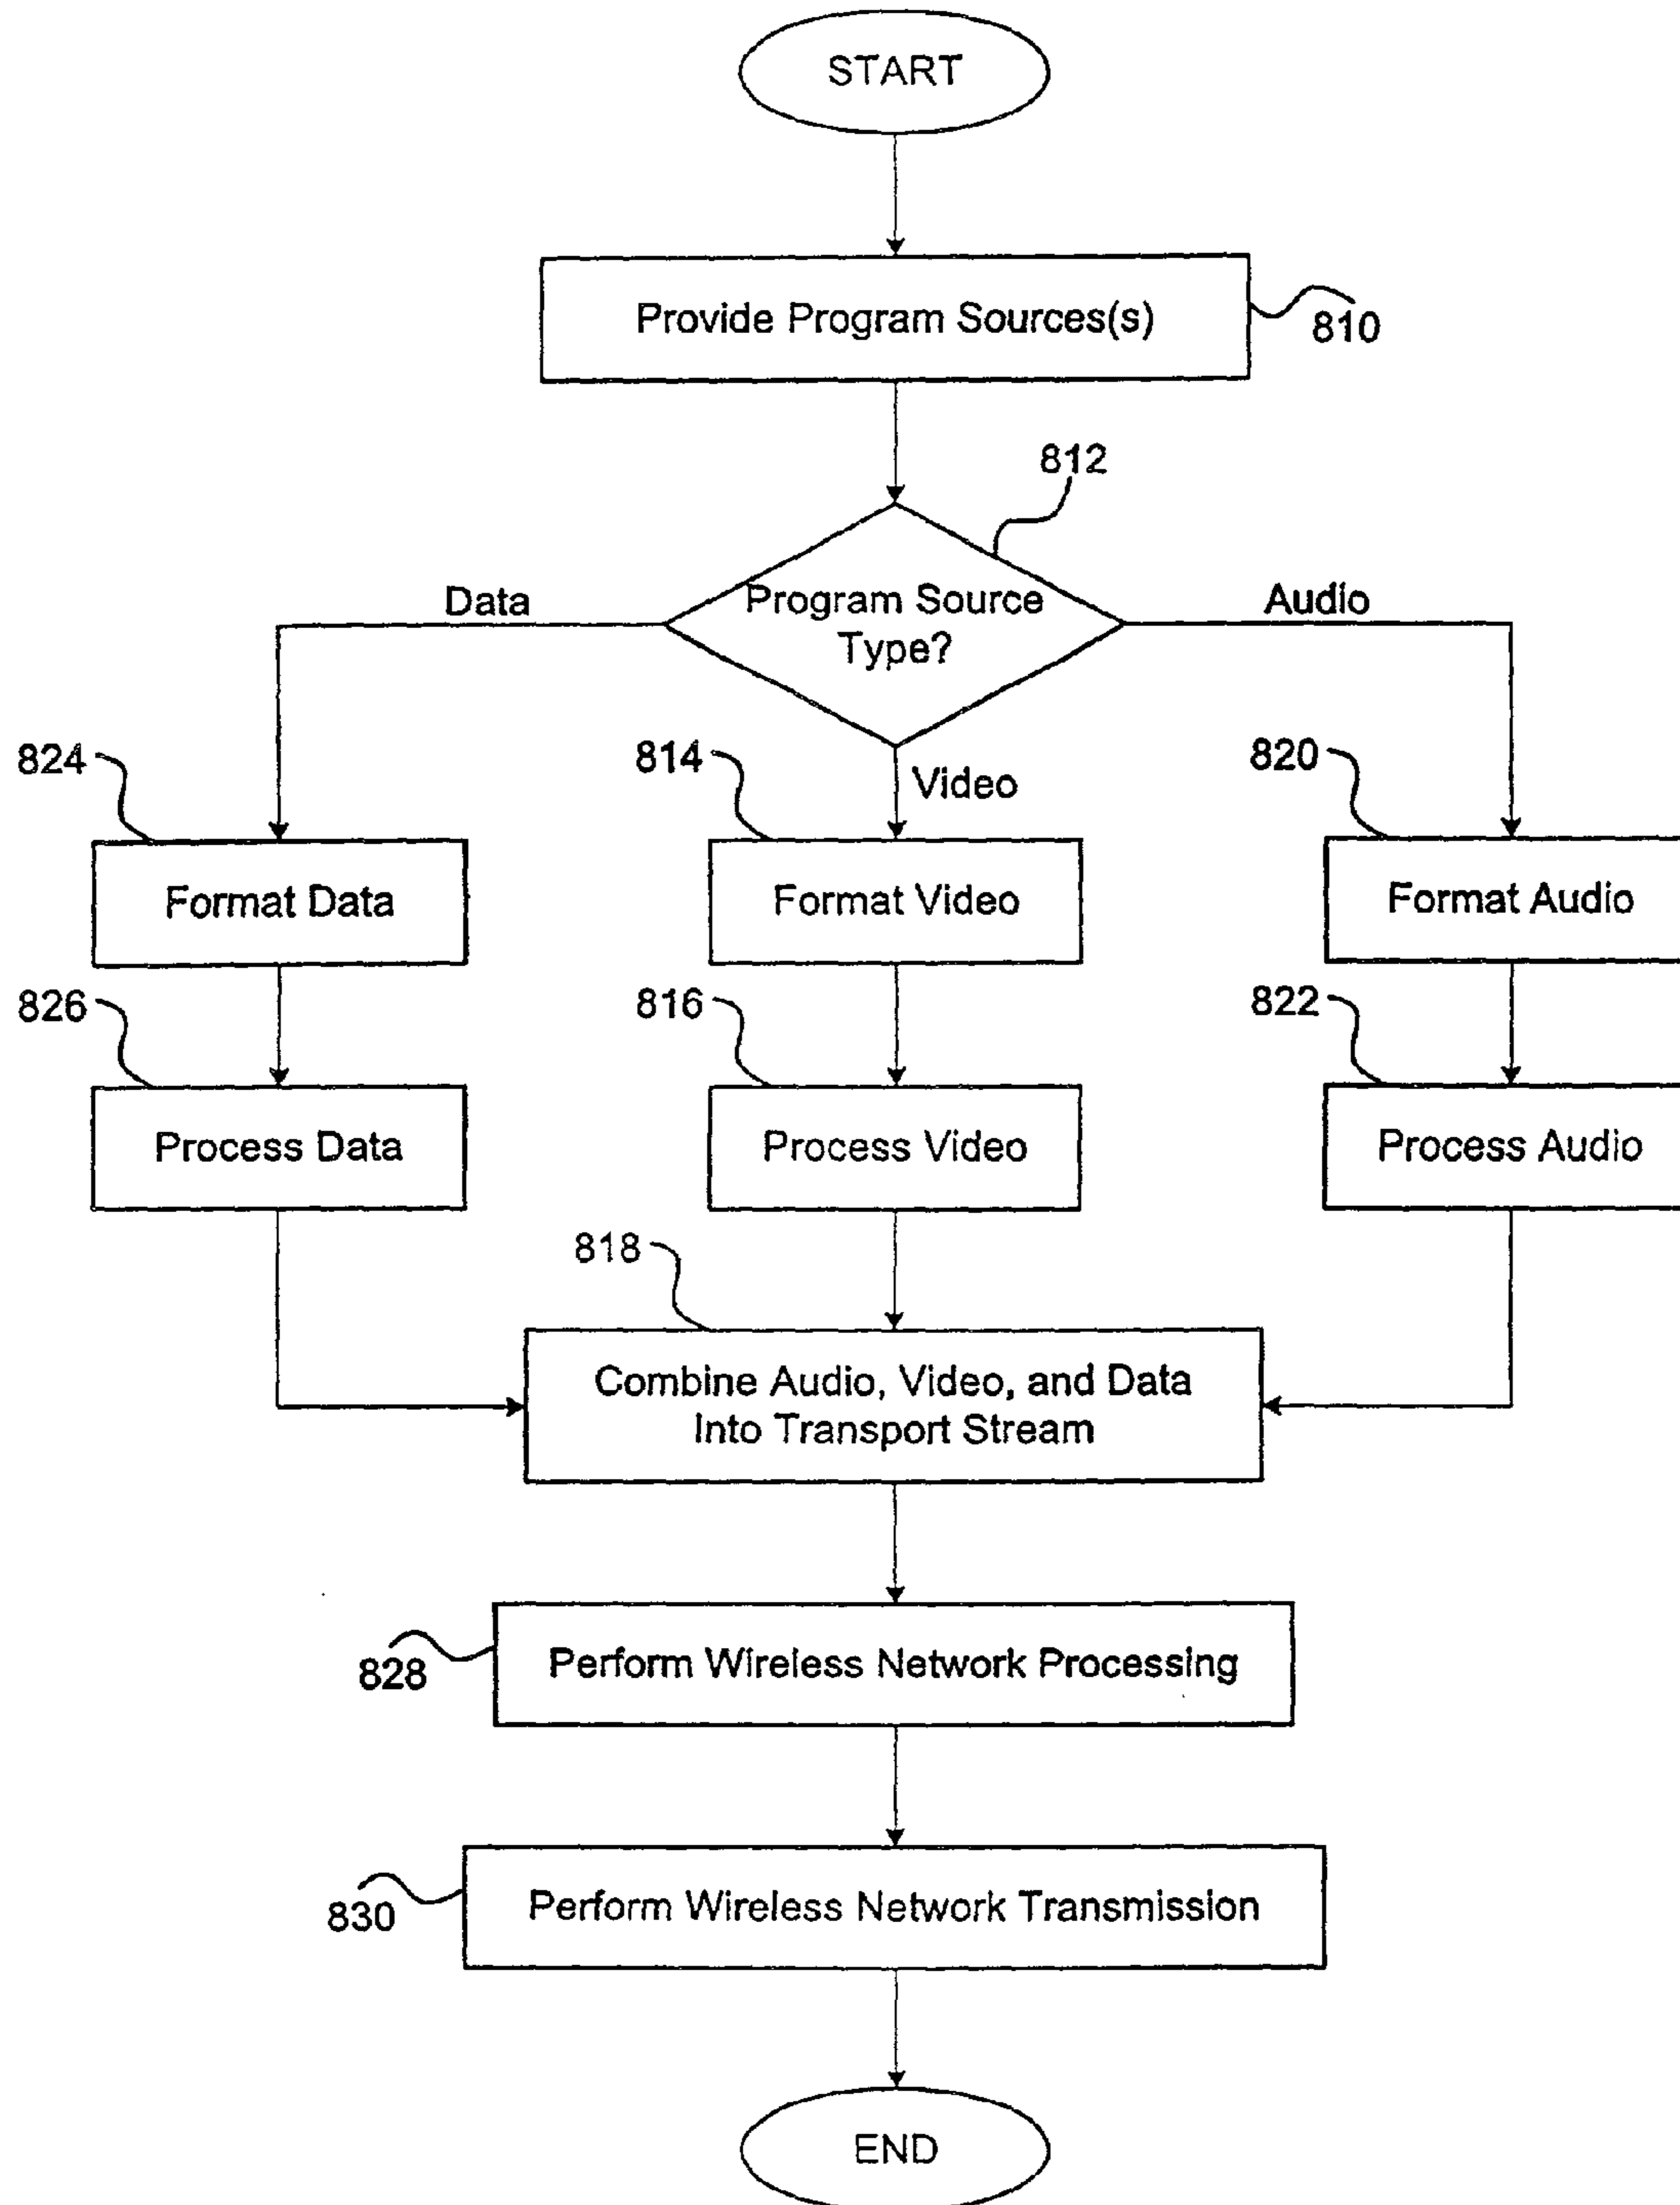 START
Provide Program Sources(s)
810
812
Program Source
Type?
Data
Audio
Video
824
814
820
Format Data
Format Video
Format Audio
826
816
822
Process Data
Process Video
Process Audio
818
Combine Audio, Video, and Data
Into Transport Stream
828
Perform Wireless Network Processing
830
Perform Wireless Network Transmission
END